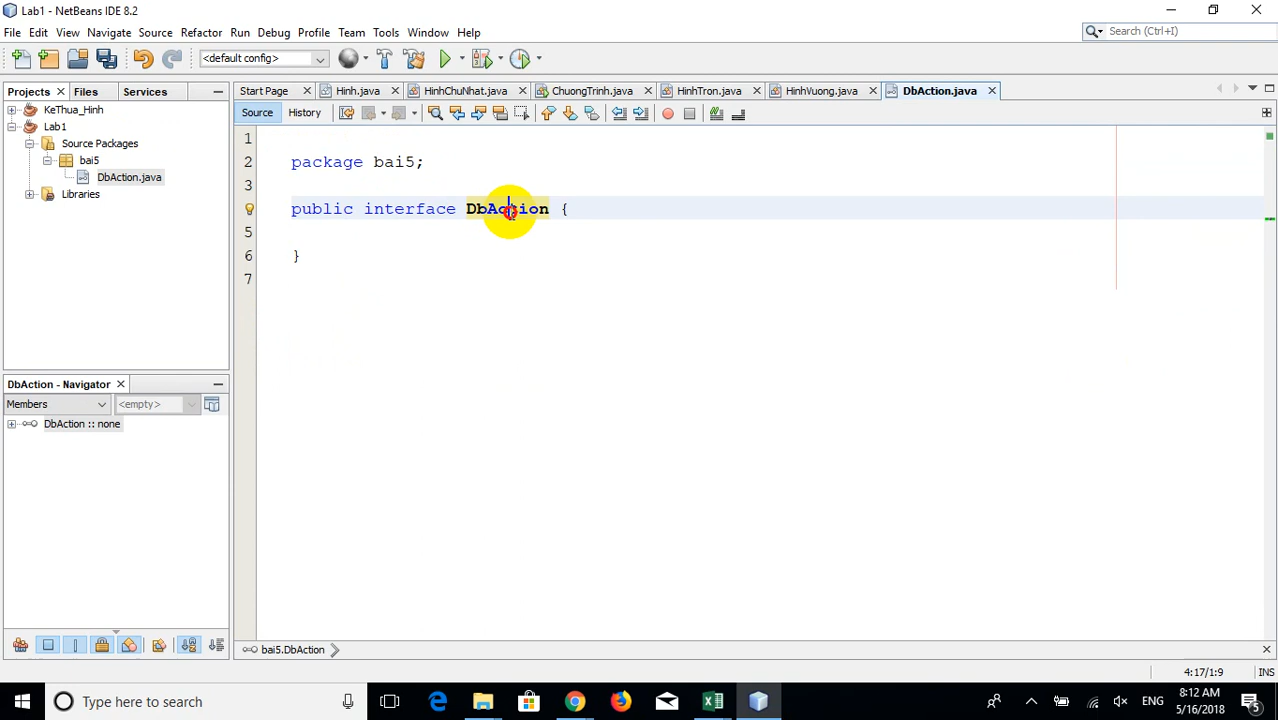 Lab1 - NetBeans IDE 8.2
File Edit View Navigate Source Refactor Run Debug Profile Team Tools Window Help
Search (Ctrl+I)
<default config>
Projects Files Services
Start Page Hinh.java HinhChuNhat.java ChuongTrinh.java HinhTron.java HinhVuong.java DbAction.java
KeThua_Hinh
Lab1
Source Packages
bai5
DbAction.java
Libraries
Source History
1
2 package bai5;
3
4 public interface DbAction {
5
6 }
7
DbAction - Navigator
Members <empty>
DbAction :: none
bai5.DbAction
4:17/1:9 INS
Type here to search
ENG
8:12 AM
5/16/2018
5